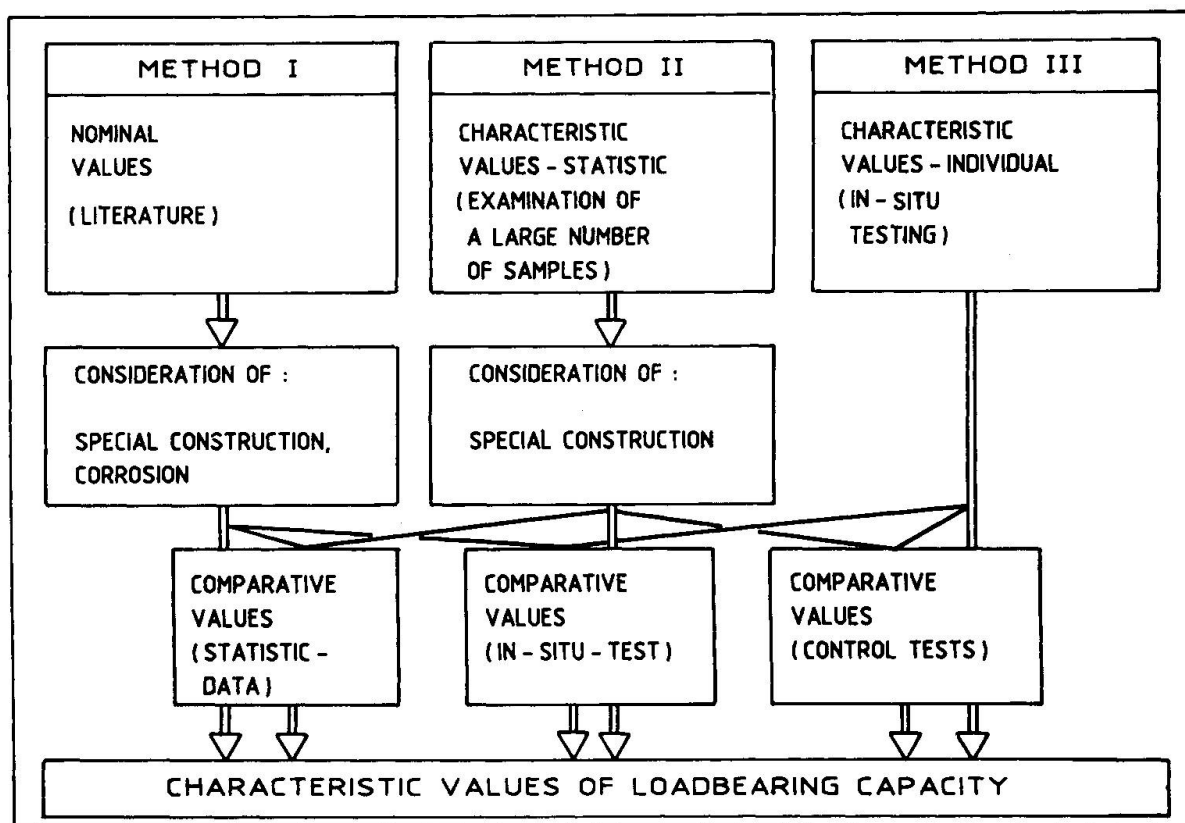 METHOD I
NOMINAL
VALUES
(LITERATURE)
METHOD II
CHARACTERISTIC
VALUES - STATISTIC
(EXAMINATION OF
A LARGE NUMBER
OF SAMPLES)
METHOD III
CHARACTERISTIC
VALUES - INDIVIDUAL
(IN - SITU
TESTING)
CONSIDERATION OF :
SPECIAL CONSTRUCTION,
CORROSION
CONSIDERATION OF :
SPECIAL CONSTRUCTION
COMPARATIVE
VALUES
(STATISTIC -
DATA)
COMPARATIVE
VALUES
(IN - SITU - TEST)
COMPARATIVE
VALUES
(CONTROL TESTS)
CHARACTERISTIC VALUES OF LOADBEARING CAPACITY